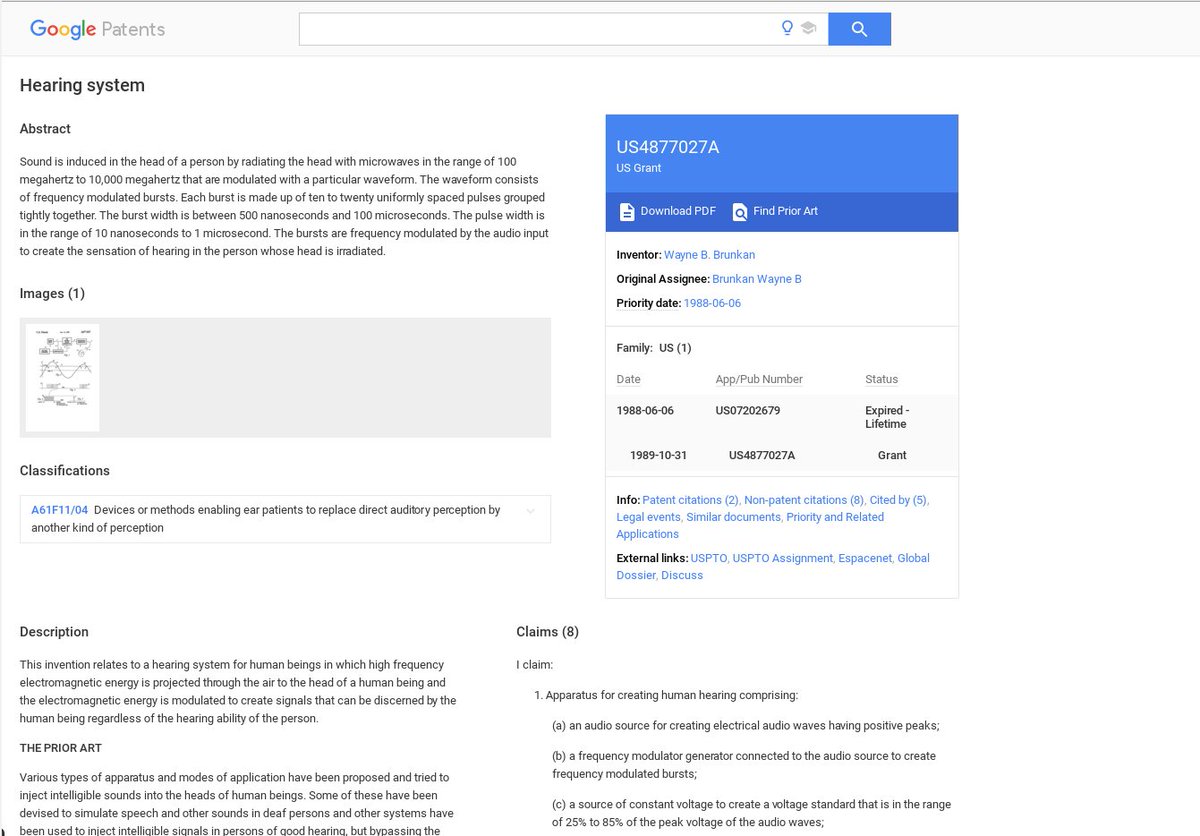 Google Patents
Hearing system
Abstract
Sound is induced in the head of a person by radiating the head with microwaves in the range of 100
megahertz to 10,000 megahertz that are modulated with a particular waveform. The waveform consists
of frequency modulated bursts. Each burst is made up of ten to twenty uniformly spaced pulses grouped
tightly together. The burst width is between 500 nanoseconds and 100 microseconds. The pulse width is
in the range of 10 nanoseconds to 1 microsecond. The bursts are frequency modulated by the audio input
to create the sensation of hearing in the person whose head is irradiated.
Images (1)
Classifications
A61F11/04 Devices or methods enabling ear patients to replace direct auditory perception by
another kind of perception
US4877027A
US Grant
Download PDF Find Prior Art
Inventor: Wayne B. Brunkan
Original Assignee: Brunkan Wayne B
Priority date: 1988-06-06
Family: US (1)
Date App/Pub Number Status
1988-06-06 US07202679 Expired -
Lifetime
1989-10-31 US4877027A Grant
Info: Patent citations (2), Non-patent citations (8), Cited by (5),
Legal events, Similar documents, Priority and Related
Applications
External links: USPTO, USPTO Assignment, Espacenet, Global
Dossier, Discuss
Description
This invention relates to a hearing system for human beings in which high frequency
electromagnetic energy is projected through the air to the head of a human being and
the electromagnetic energy is modulated to create signals that can be discerned by the
human being regardless of the hearing ability of the person.
THE PRIOR ART
Various types of apparatus and modes of application have been proposed and tried to
inject intelligible sounds into the heads of human beings. Some of these have been
devised to simulate speech and other sounds in deaf persons and other systems have
been used to inject intelligible signals in persons of good hearing, but bypassing the
Claims (8)
I claim:
1. Apparatus for creating human hearing comprising:
(a) an audio source for creating electrical audio waves having positive peaks;
(b) a frequency modulator generator connected to the audio source to create
frequency modulated bursts;
(c) a source of constant voltage to create a voltage standard that is in the range
of 25% to 85% of the peak voltage of the audio waves;